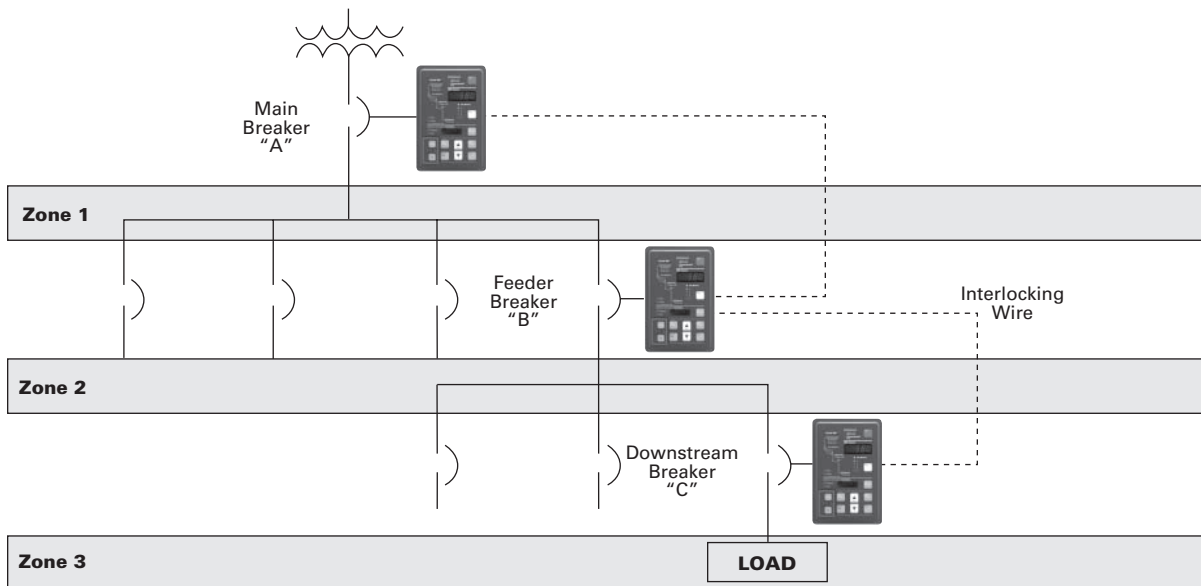 Main
Breaker
“A”
Zone 1
Feeder
Breaker
“B”
Interlocking
Wire
Zone 2
Downstream
Breaker
“C”
Zone 3
LOAD